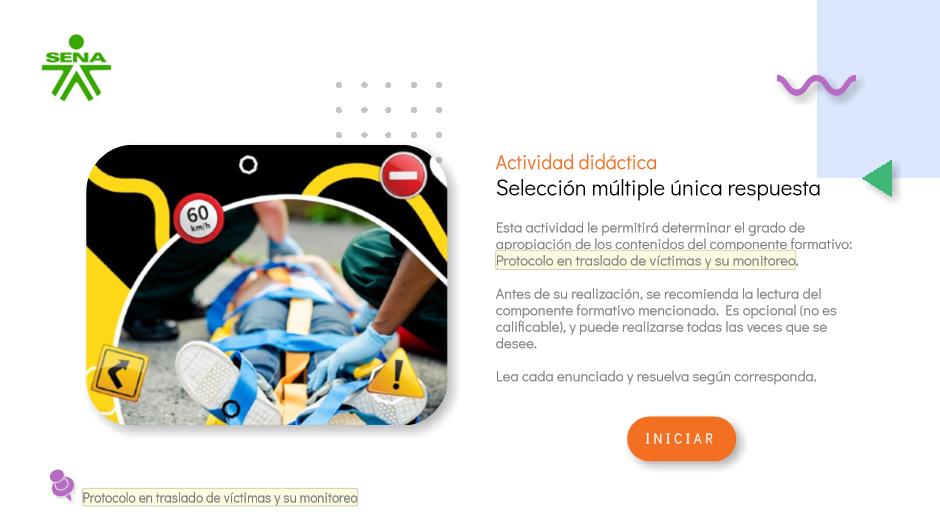 SENA
Actividad didáctica
Selección múltiple única respuesta
60
km/h
Esta actividad le permitirá determinar el grado de
apropiación de los contenidos del componente formativo:
Protocolo en traslado de víctimas y su monitoreo.
Antes de su realización, se recomienda la lectura del
componente formativo mencionado. Es opcional (no es
calificable), y puede realizarse todas las veces que se
desee.
Lea cada enunciado y resuelva según corresponda.
INICIAR
Protocolo en traslado de víctimas y su monitoreo